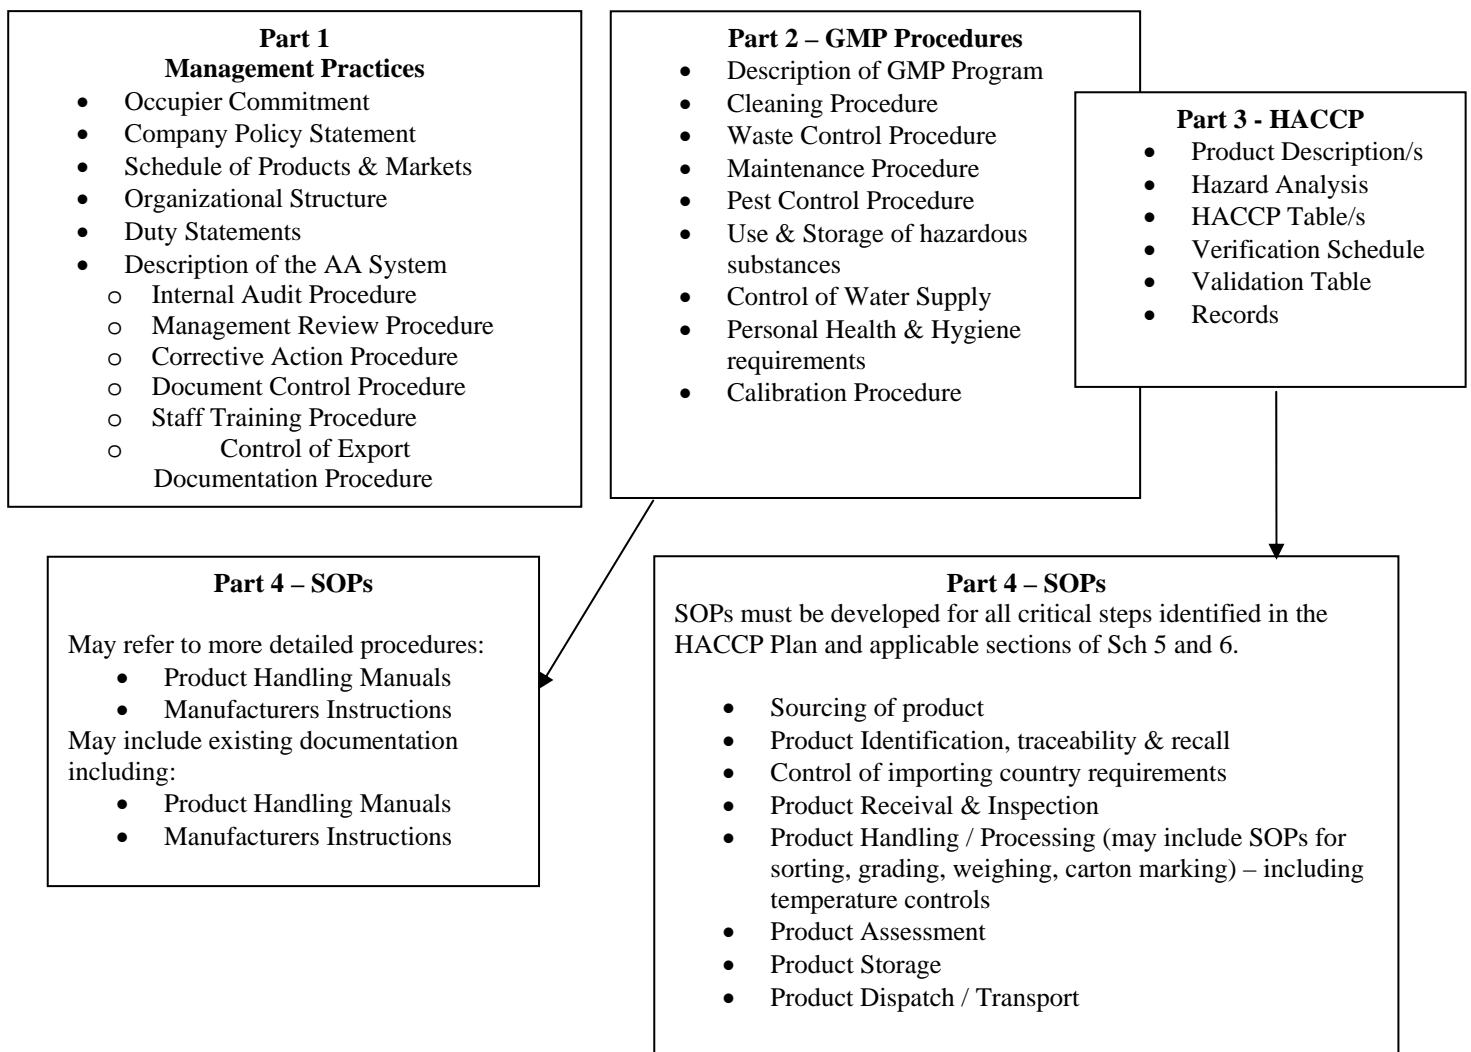 Part 1
Management Practices
• Occupier Commitment
• Company Policy Statement
• Schedule of Products & Markets
• Organizational Structure
• Duty Statements
• Description of the AA System
o Internal Audit Procedure
o Management Review Procedure
o Corrective Action Procedure
o Document Control Procedure
o Staff Training Procedure
o Control of Export
Documentation Procedure
Part 2 – GMP Procedures
• Description of GMP Program
• Cleaning Procedure
• Waste Control Procedure
• Maintenance Procedure
• Pest Control Procedure
• Use & Storage of hazardous
substances
• Control of Water Supply
• Personal Health & Hygiene
requirements
• Calibration Procedure
Part 3 - HACCP
• Product Description/s
• Hazard Analysis
• HACCP Table/s
• Verification Schedule
• Validation Table
• Records
Part 4 – SOPs
May refer to more detailed procedures:
• Product Handling Manuals
• Manufacturers Instructions
May include existing documentation
including:
• Product Handling Manuals
• Manufacturers Instructions
Part 4 – SOPs
SOPs must be developed for all critical steps identified in the
HACCP Plan and applicable sections of Sch 5 and 6.
• Sourcing of product
• Product Identification, traceability & recall
• Control of importing country requirements
• Product Receival & Inspection
• Product Handling / Processing (may include SOPs for
sorting, grading, weighing, carton marking) – including
temperature controls
• Product Assessment
• Product Storage
• Product Dispatch / Transport